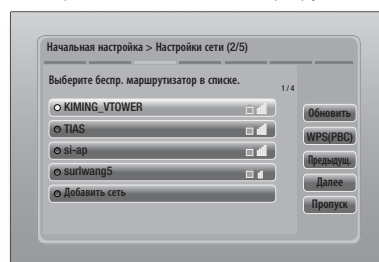 Начальная настройка > Настройки сети (2/5)
Выберите беспр. маршрутизатор в списке.
1/4
KIMING_VTOWER
TIAS
si-ap
surlwang5
Добавить сеть
Обновить
WPS(PBC)
Предыдущ.
Далее
Пропуск